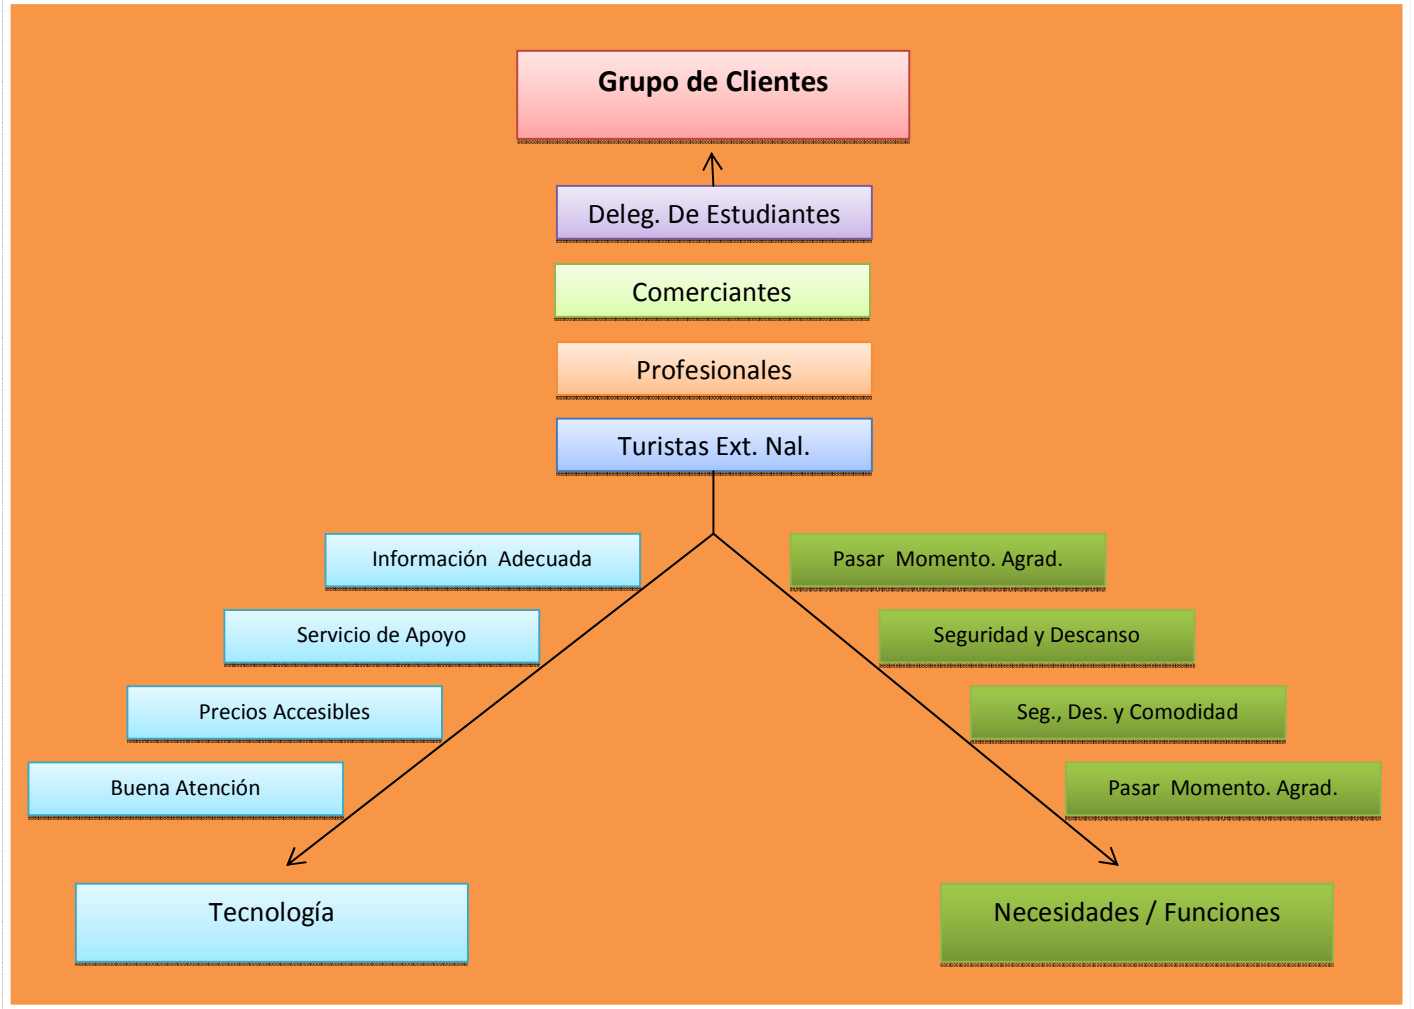 Grupo de Clientes
Deleg. De Estudiantes
Comerciantes
Profesionales
Turistas Ext. Nal.
Información Adecuada
Pasar Momento. Agrad.
Servicio de Apoyo
Seguridad y Descanso
Precios Accesibles
Seg., Des. y Comodidad
Buena Atención
Pasar Momento. Agrad.
Tecnología
Necesidades / Funciones